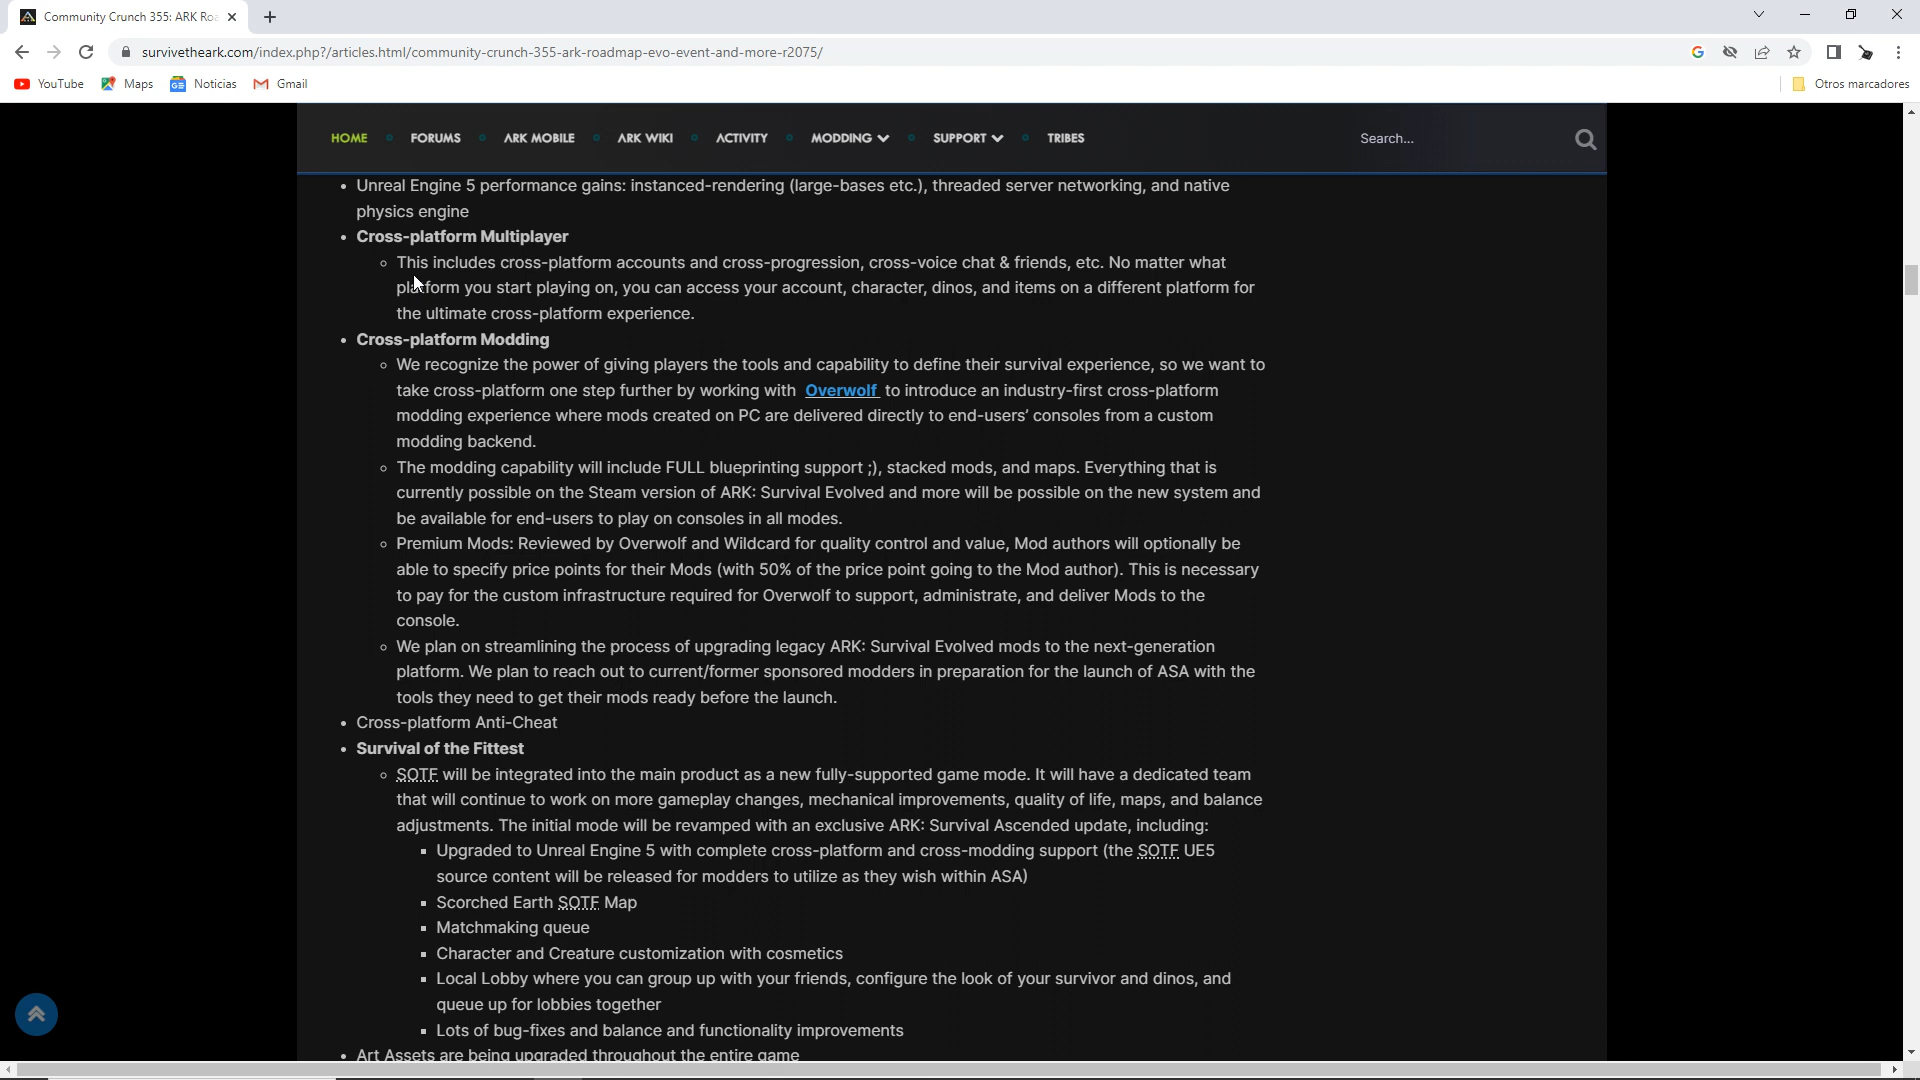 Community Crunch 355: ARK Roa
survivetheark.com/index.php?/articles.html/community-crunch-355-ark-roadmap-evo-event-and-more-r2075/
YouTube Maps Noticias Gmail Otros marcadores
HOME FORUMS ARK MOBILE ARK WIKI ACTIVITY MODDING SUPPORT TRIBES Search...
Unreal Engine 5 performance gains: instanced-rendering (large-bases etc.), threaded server networking, and native
physics engine
Cross-platform Multiplayer
This includes cross-platform accounts and cross-progression, cross-voice chat & friends, etc. No matter what
platform you start playing on, you can access your account, character, dinos, and items on a different platform for
the ultimate cross-platform experience.
Cross-platform Modding
We recognize the power of giving players the tools and capability to define their survival experience, so we want to
take cross-platform one step further by working with Overwolf to introduce an industry-first cross-platform
modding experience where mods created on PC are delivered directly to end-users’ consoles from a custom
modding backend.
The modding capability will include FULL blueprinting support ;), stacked mods, and maps. Everything that is
currently possible on the Steam version of ARK: Survival Evolved and more will be possible on the new system and
be available for end-users to play on consoles in all modes.
Premium Mods: Reviewed by Overwolf and Wildcard for quality control and value, Mod authors will optionally be
able to specify price points for their Mods (with 50% of the price point going to the Mod author). This is necessary
to pay for the custom infrastructure required for Overwolf to support, administrate, and deliver Mods to the
console.
We plan on streamlining the process of upgrading legacy ARK: Survival Evolved mods to the next-generation
platform. We plan to reach out to current/former sponsored modders in preparation for the launch of ASA with the
tools they need to get their mods ready before the launch.
Cross-platform Anti-Cheat
Survival of the Fittest
SOTF will be integrated into the main product as a new fully-supported game mode. It will have a dedicated team
that will continue to work on more gameplay changes, mechanical improvements, quality of life, maps, and balance
adjustments. The initial mode will be revamped with an exclusive ARK: Survival Ascended update, including:
Upgraded to Unreal Engine 5 with complete cross-platform and cross-modding support (the SOTF UE5
source content will be released for modders to utilize as they wish within ASA)
Scorched Earth SOTF Map
Matchmaking queue
Character and Creature customization with cosmetics
Local Lobby where you can group up with your friends, configure the look of your survivor and dinos, and
queue up for lobbies together
Lots of bug-fixes and balance and functionality improvements
Art Assets are being upgraded throughout the entire game